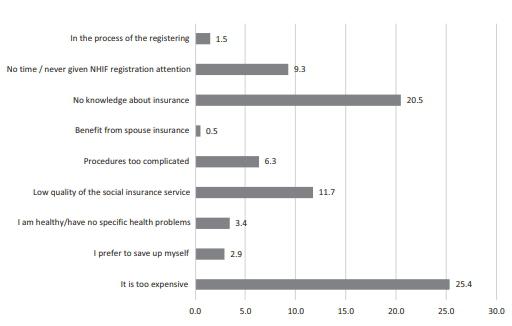 In the process of the registering 1.5
No time / never given NHIF registration attention 9.3
No knowledge about insurance 20.5
Benefit from spouse insurance 0.5
Procedures too complicated 6.3
Low quality of the social insurance service 11.7
I am healthy/have no specific health problems 3.4
I prefer to save up myself 2.9
It is too expensive 25.4
0.0 5.0 10.0 15.0 20.0 25.0 30.0